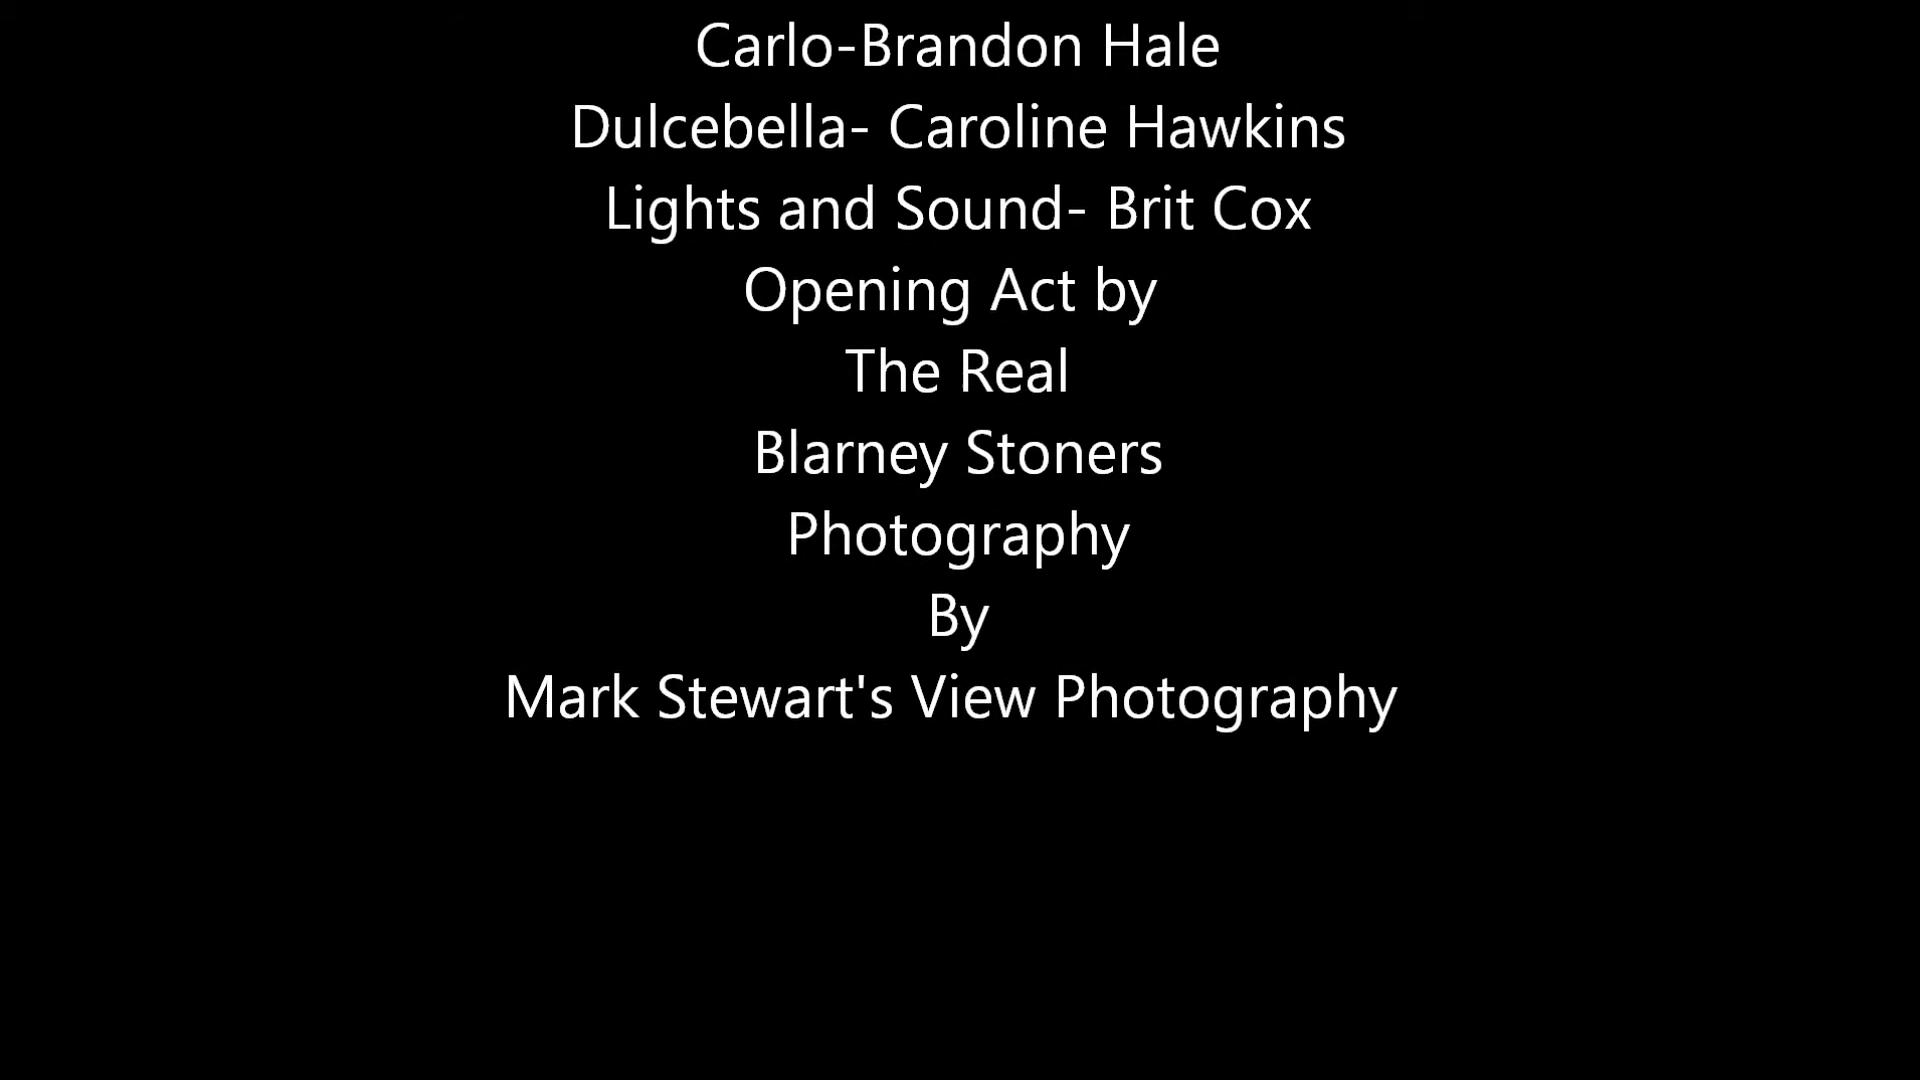 Carlo-Brandon Hale
Dulcebella- Caroline Hawkins
Lights and Sound- Brit Cox
Opening Act by
The Real
Blarney Stoners
Photography
By
Mark Stewart's View Photography